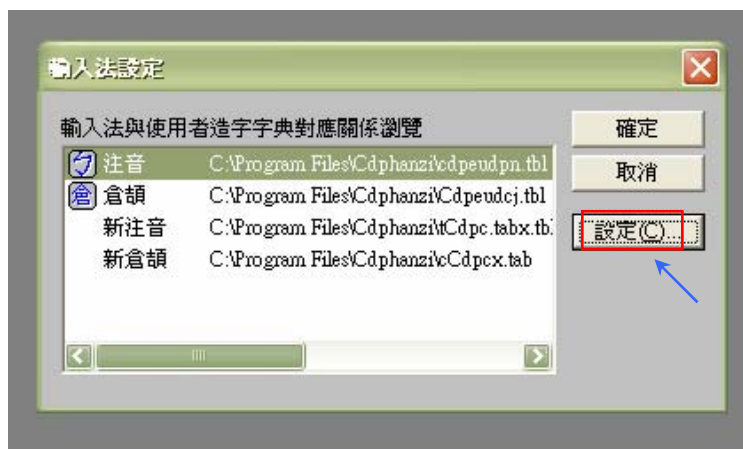 輸入法設定
輸入法與使用者造字字典對應關係瀏覽
確定
ㄅ 注音 C:\Program Files\Cdphanzi\cdpeudpn.tbl
取消
倉 倉頡 C:\Program Files\Cdphanzi\Cdpeudcj.tbl
新注音 C:\Program Files\Cdphanzi\tCdpc.tabx.tb
設定(C)...
新倉頡 C:\Program Files\Cdphanzi\cCdpcx.tab